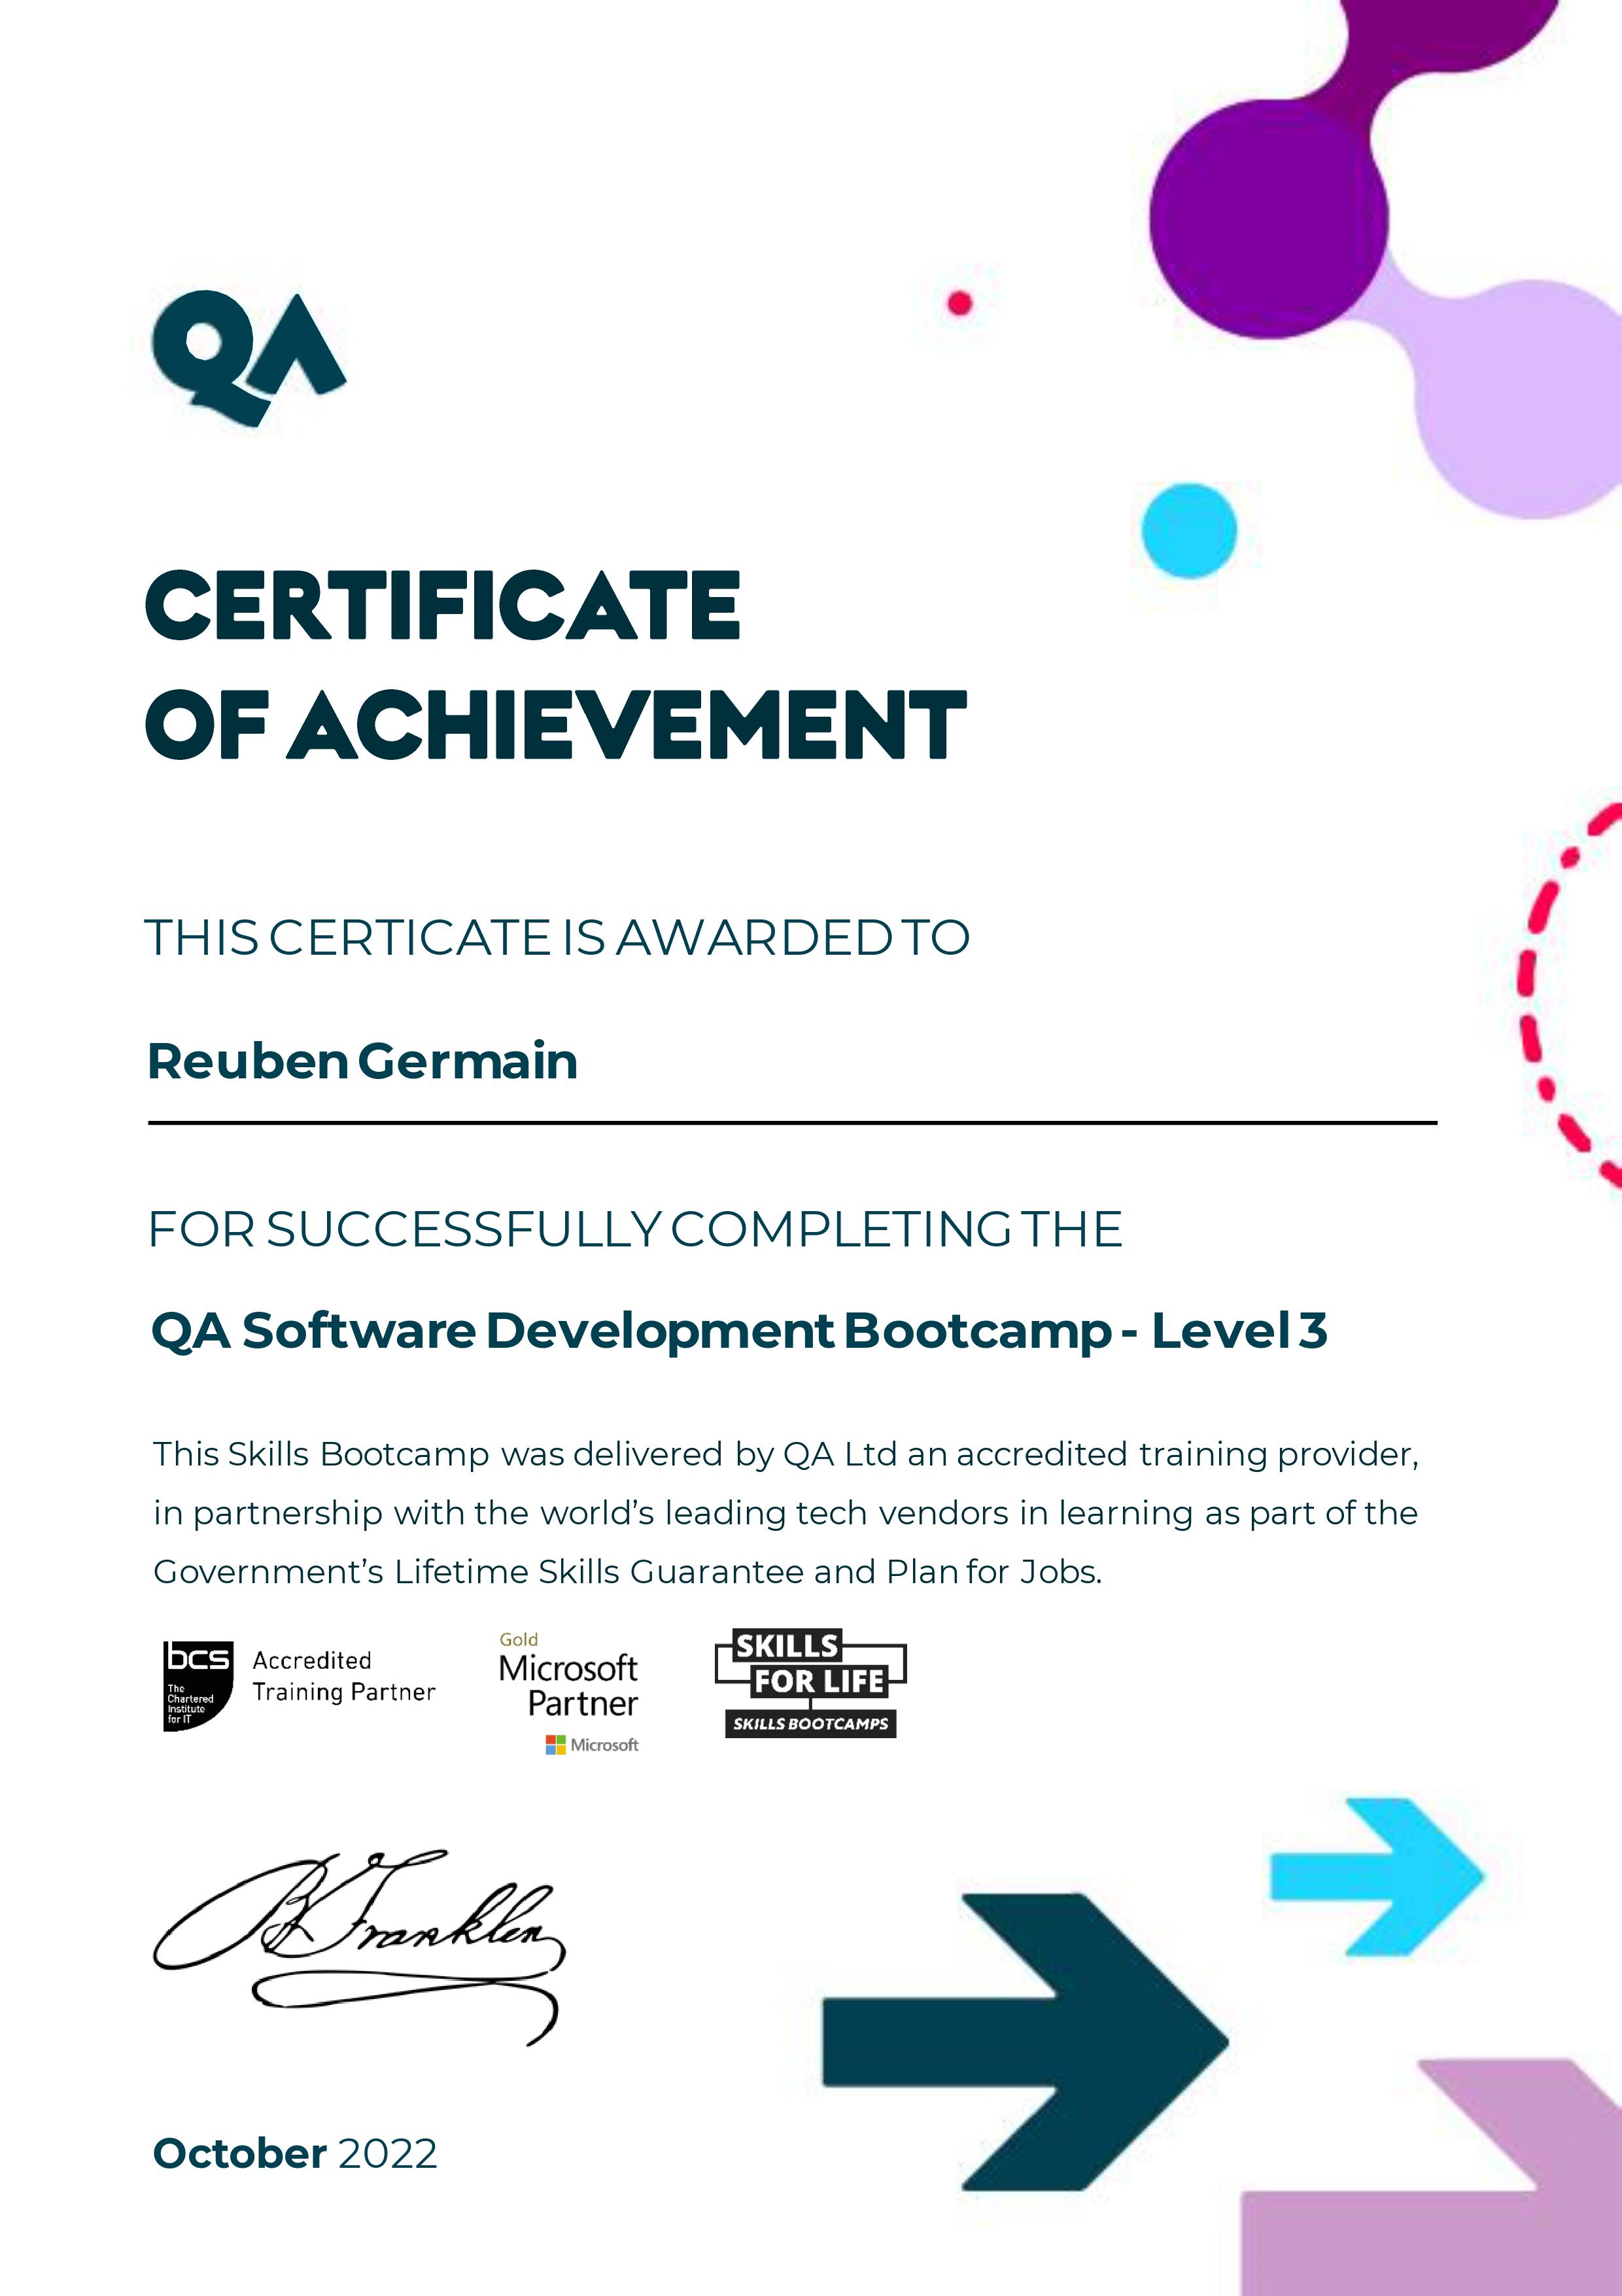 QA
CERTIFICATE
OF ACHIEVEMENT
THIS CERTICATE IS AWARDED TO
Reuben Germain
FOR SUCCESSFULLY COMPLETING THE
QA Software Development Bootcamp - Level 3
This Skills Bootcamp was delivered by QA Ltd an accredited training provider,
in partnership with the world’s leading tech vendors in learning as part of the
Government’s Lifetime Skills Guarantee and Plan for Jobs.
bcs
The
Chartered
Institute
for IT
Accredited
Training Partner
Gold
Microsoft
Partner
Microsoft
SKILLS
FOR LIFE
SKILLS BOOTCAMPS
B Franklin
October 2022